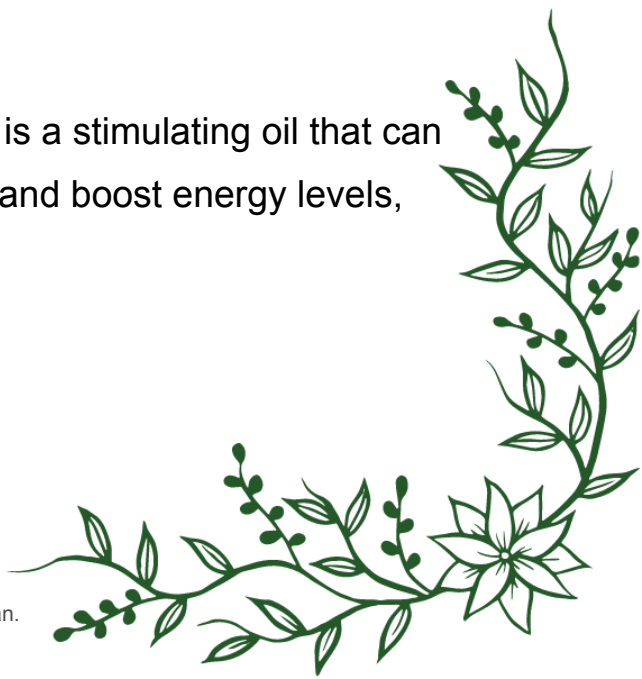 is a stimulating oil that can
and boost energy levels,
n.